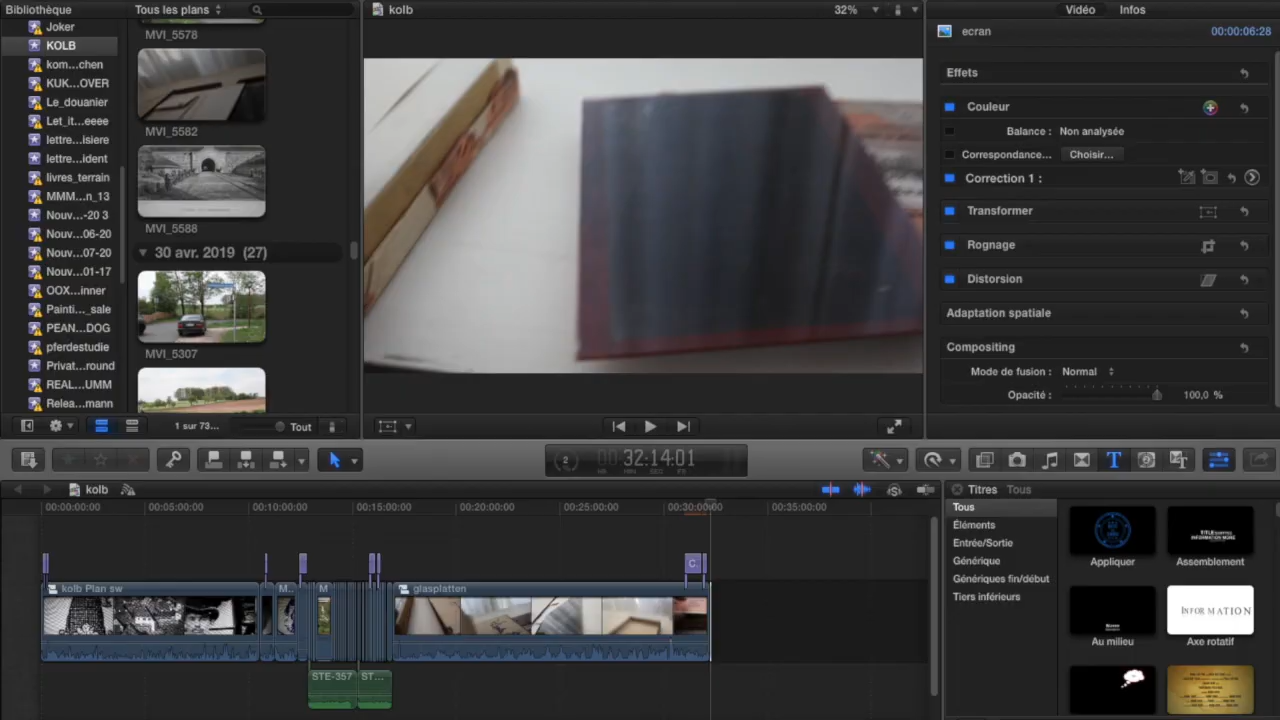 Bibliothèque
Joker
KOLB
kom...chen
KUK...OVER
Le_douanier
Let_it...eeee
lettre...isiere
lettre...ident
livres_terrain
MMM...n_13
Nouv...-20 3
Nouv...06-20
Nouv...07-20
Nouv...01-17
OOX...inner
Painti..._sale
PEAN...DOG
pferdestudie
Privat...round
REAL...UMM
Relea...mann
Tous les plans
MVI_5578
MVI_5582
MVI_5588
30 avr. 2019 (27)
MVI_5307
1 sur 73...
Tout
kolb
32%
Vidéo
Infos
ecran
00:00:06:28
Effets
Couleur
Balance : Non analysée
Correspondance...
Choisir...
Correction 1 :
Transformer
Rognage
Distorsion
Adaptation spatiale
Compositing
Mode de fusion : Normal
Opacité :
100,0 %
2
00:32:14:01
HR MIN SEC
kolb
00:00:00:00
00:05:00:00
00:10:00:00
00:15:00:00
00:20:00:00
00:25:00:00
00:30:00:00
00:35:00:00
C..
kolb Plan sw
M..
M
glasplatten
STE-357
ST...
Titres
Tous
Tous
Éléments
Entrée/Sortie
Générique
Génériques fin/début
Tiers inférieurs
Appliquer
Assemblement
Au milieu
INFORMATION
Axe rotatif